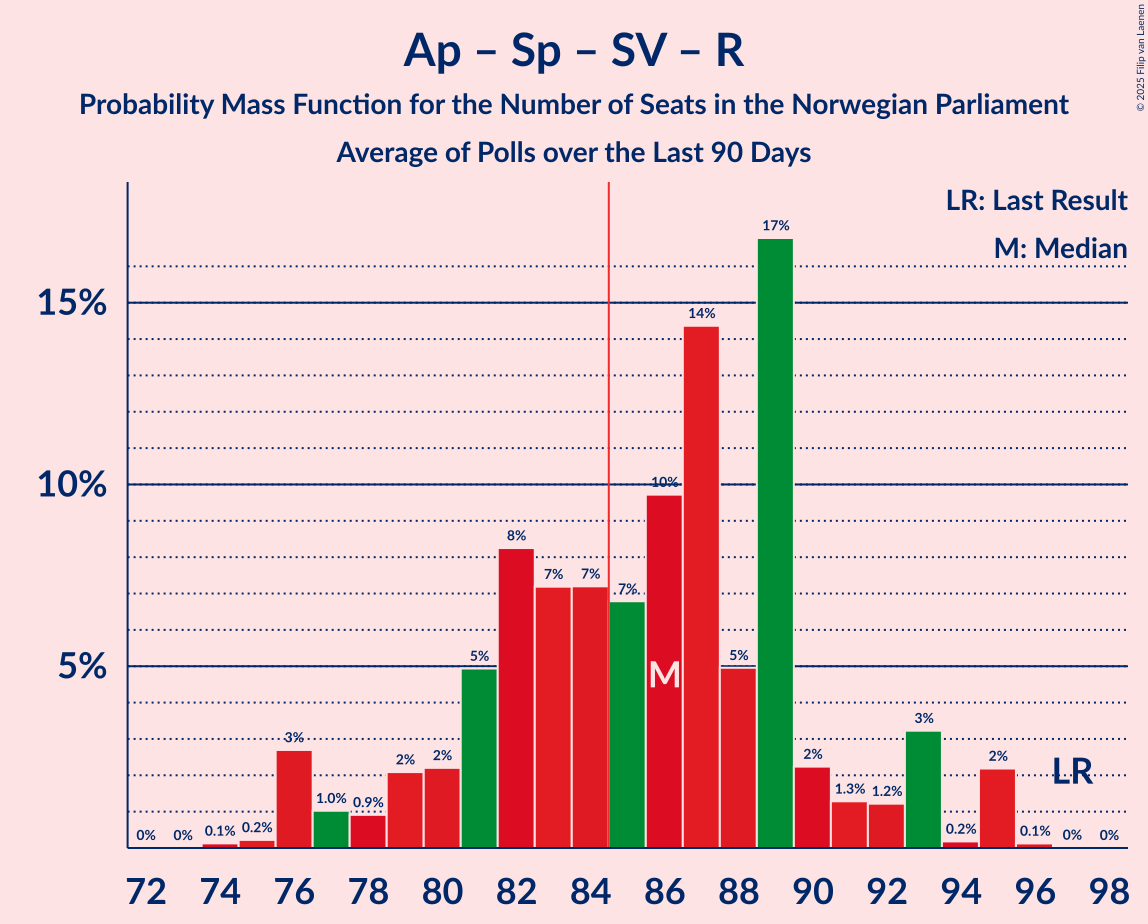 Ap – Sp – SV – R
Probability Mass Function for the Number of Seats in the Norwegian Parliament
Average of Polls over the Last 90 Days
© 2025 Filip van Laenen
LR: Last Result
M: Median
15%
10%
5%
0% 0% 0.1% 0.2% 3% 1.0% 0.9% 2% 2% 5% 8% 7% 7% 7% 10% 14% 5% 17% 2% 1.3% 1.2% 3% 0.2% 2% 0.1% 0% 0%
M
LR
72 74 76 78 80 82 84 86 88 90 92 94 96 98